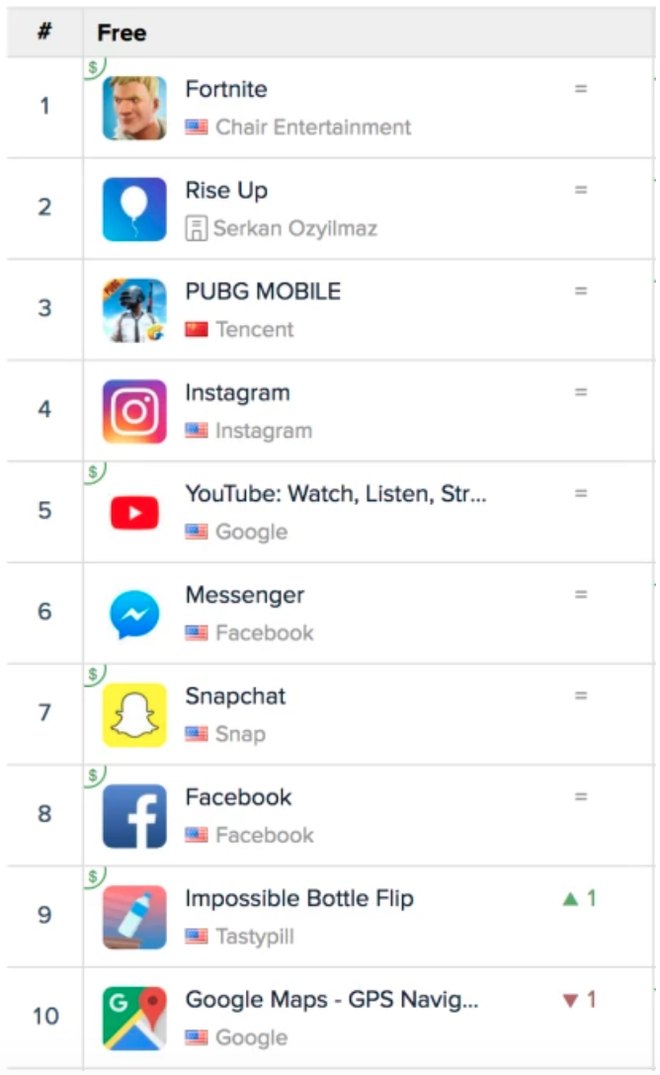 # Free
$
1 Fortnite =
Chair Entertainment
2 Rise Up =
Serkan Ozyilmaz
PUBG
3 PUBG MOBILE =
Tencent
4 Instagram =
Instagram
$
5 YouTube: Watch, Listen, Str... =
Google
6 Messenger =
Facebook
$
7 Snapchat =
Snap
$
8 f Facebook =
Facebook
$
9 Impossible Bottle Flip ▲ 1
Tastypill
10 G Google Maps - GPS Navig... ▼ 1
Google